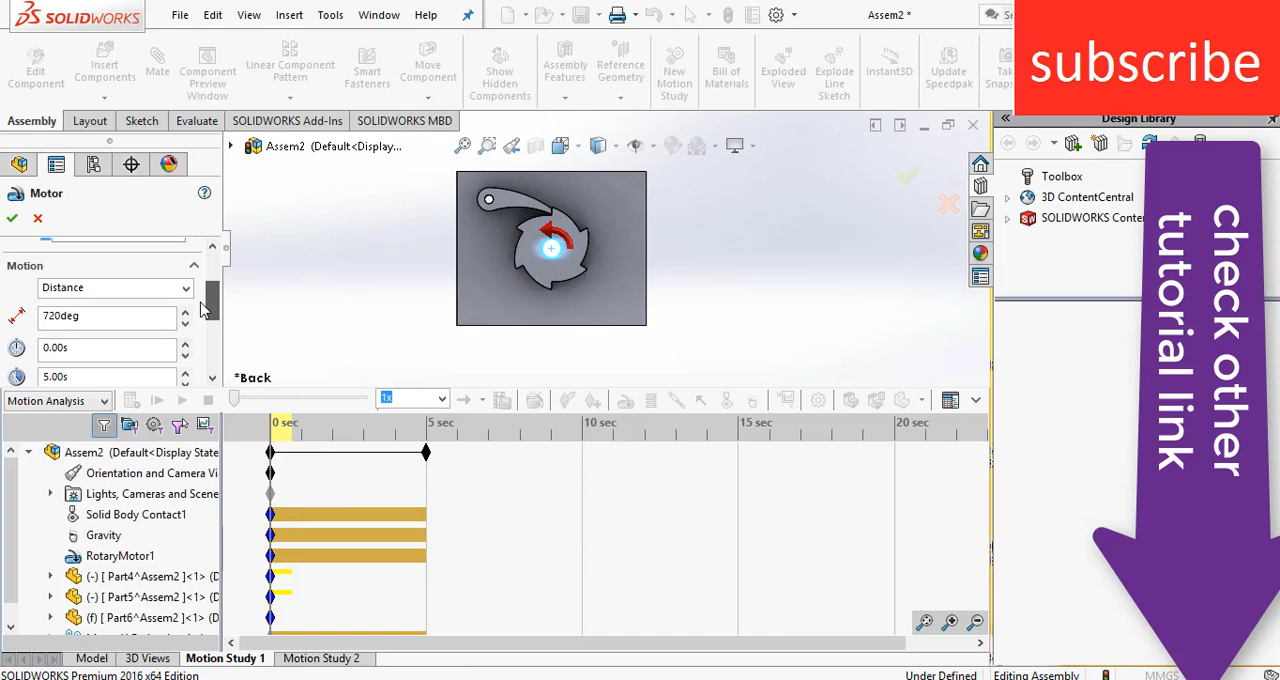 SOLIDWORKS
File Edit View Insert Tools Window Help
Assem2 *
Edit Component
Insert Components
Mate
Component Preview Window
Linear Component Pattern
Smart Fasteners
Move Component
Show Hidden Components
Assembly Features
Reference Geometry
New Motion Study
Bill of Materials
Exploded View
Explode Line Sketch
Instant3D
Update Speedpak
subscribe
Assembly Layout Sketch Evaluate SOLIDWORKS Add-Ins SOLIDWORKS MBD
Design Library
Assem2 (Default<Display...
Motor
Toolbox
3D ContentCentral
SOLIDWORKS Conten
Motion
Distance
720deg
0.00s
5.00s
*Back
check other
tutorial link
Motion Analysis
1x
0 sec 5 sec 10 sec 15 sec 20 sec
Assem2 (Default<Display State
Orientation and Camera Vi
Lights, Cameras and Scene
Solid Body Contact1
Gravity
RotaryMotor1
(-) [ Part4^Assem2 ]<1> (D
(-) [ Part5^Assem2 ]<1> (D
(f) [ Part6^Assem2 ]<1> (D
Model 3D Views Motion Study 1 Motion Study 2
SOLIDWORKS Premium 2016 x64 Edition
Under Defined
Editing Assembly
MMGS